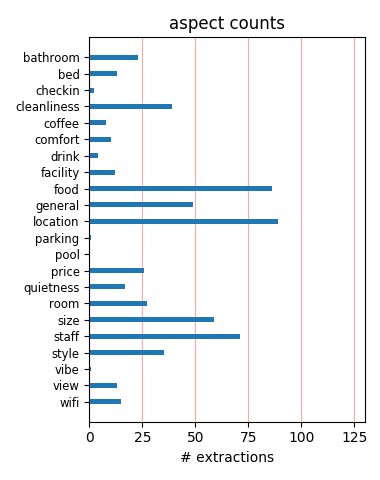 aspect counts
bathroom
bed
checkin
cleanliness
coffee
comfort
drink
facility
food
general
location
parking
pool
price
quietness
room
size
staff
style
vibe
view
wifi
0 25 50 75 100 125
# extractions